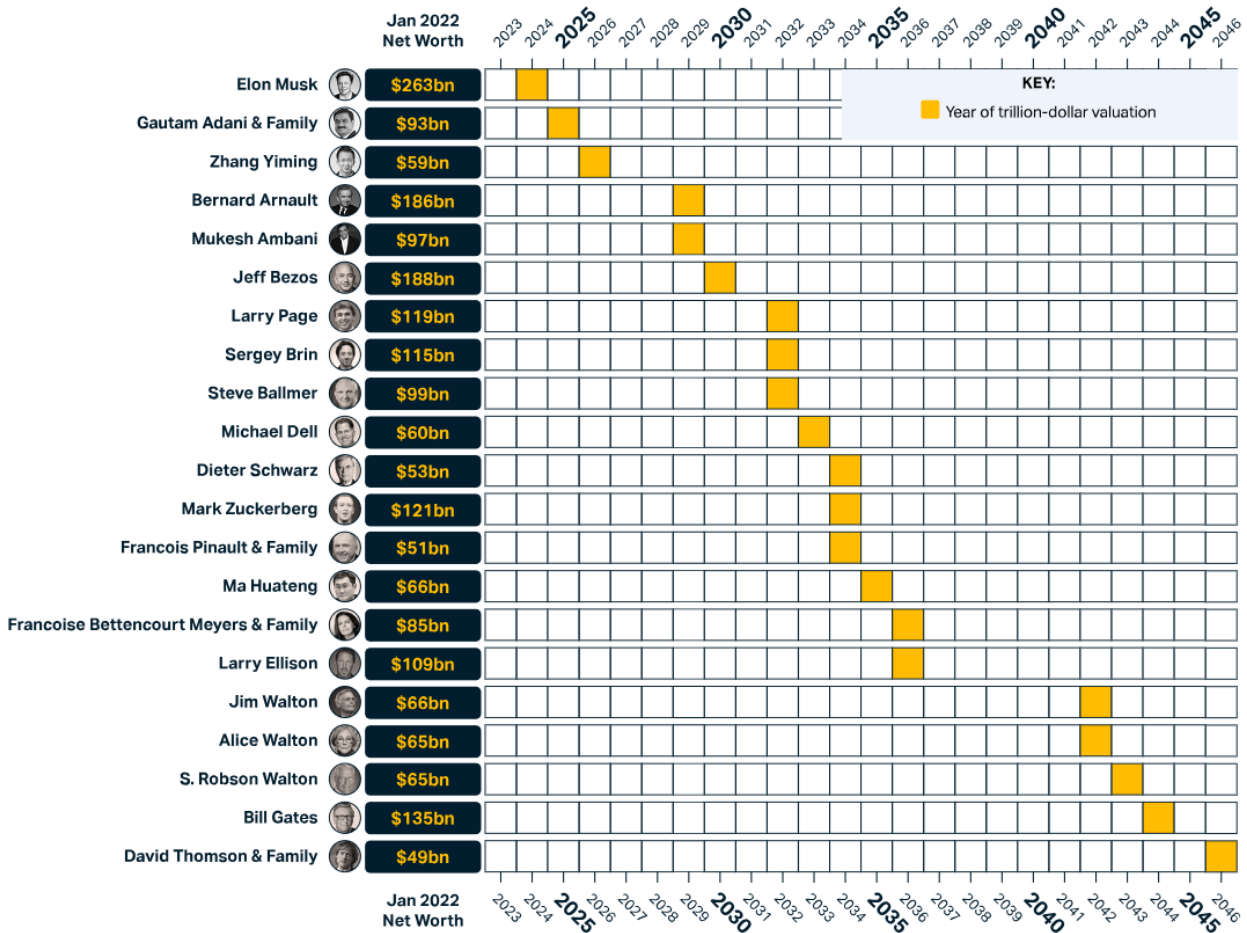 Jan 2022
Net Worth
2023 2024 2025 2026 2027 2028 2029 2030 2031 2032 2033 2034 2035 2036 2037 2038 2039 2040 2041 2042 2043 2044 2045 2046
KEY:
Year of trillion-dollar valuation
Elon Musk $263bn
Gautam Adani & Family $93bn
Zhang Yiming $59bn
Bernard Arnault $186bn
Mukesh Ambani $97bn
Jeff Bezos $188bn
Larry Page $119bn
Sergey Brin $115bn
Steve Ballmer $99bn
Michael Dell $60bn
Dieter Schwarz $53bn
Mark Zuckerberg $121bn
Francois Pinault & Family $51bn
Ma Huateng $66bn
Francoise Bettencourt Meyers & Family $85bn
Larry Ellison $109bn
Jim Walton $66bn
Alice Walton $65bn
S. Robson Walton $65bn
Bill Gates $135bn
David Thomson & Family $49bn
Jan 2022
Net Worth
2023 2024 2025 2026 2027 2028 2029 2030 2031 2032 2033 2034 2035 2036 2037 2038 2039 2040 2041 2042 2043 2044 2045 2046